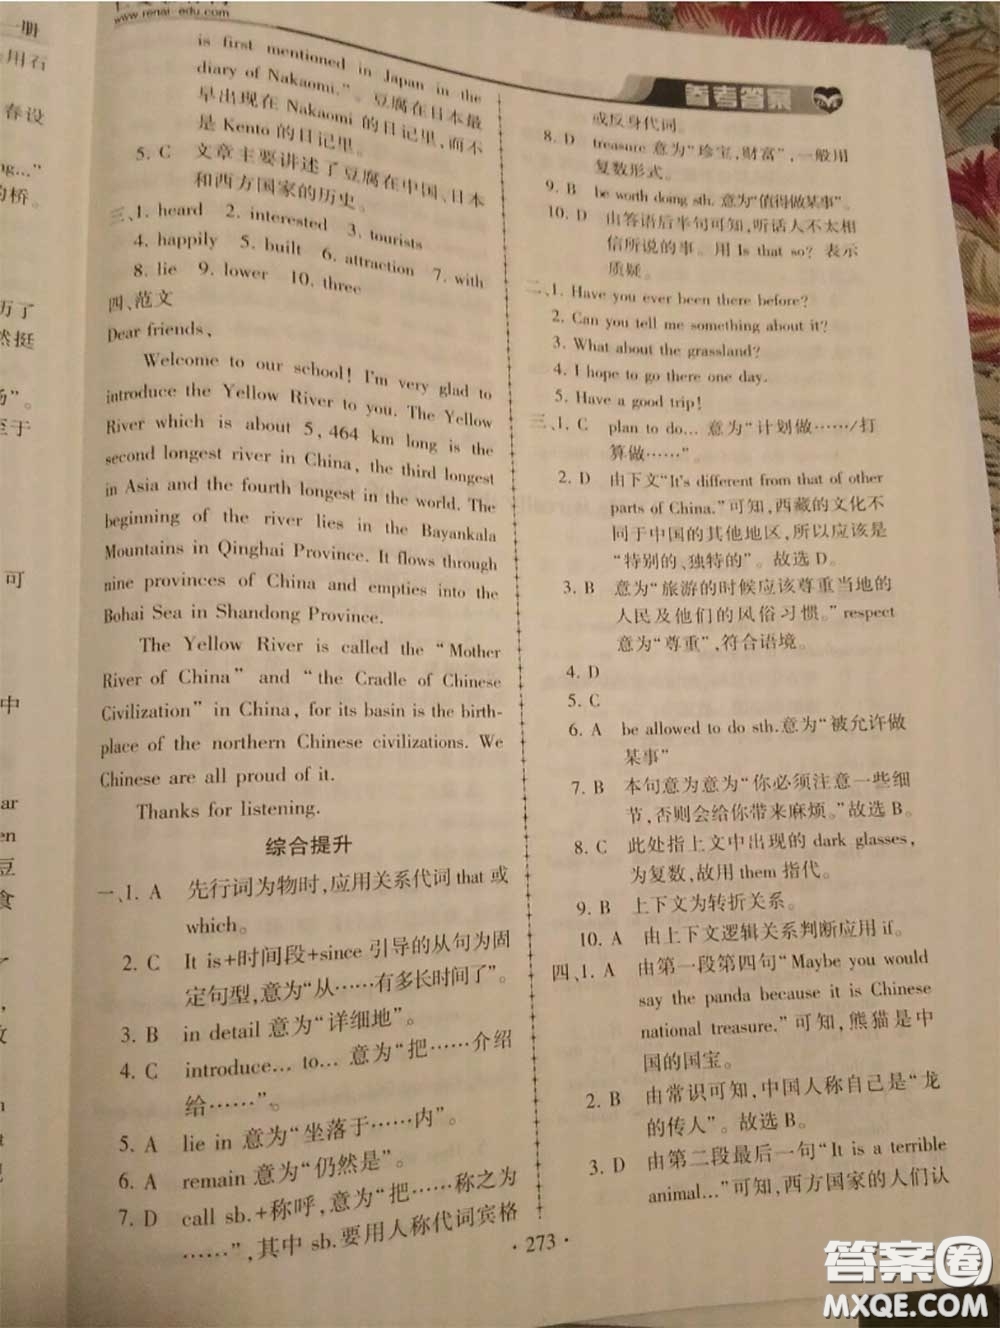 www.renai-edu.com
参考答案
is first mentioned in Japan in the
diary of Nakaomi.”。豆腐在日本最
早出现在 Nakaomi 的日记里,而不
是 Kento 的日记里。
5. C 文章主要讲述了豆腐在中国、日本
和西方国家的历史。
三、1. heard 2. interested 3. tourists
4. happily 5. built 6. attraction 7. with
8. lie 9. lower 10. three
四、范文
Dear friends,
Welcome to our school! I'm very glad to
introduce the Yellow River to you. The Yellow
River which is about 5,464 km long is the
second longest river in China, the third longest
in Asia and the fourth longest in the world. The
beginning of the river lies in the Bayankala
Mountains in Qinghai Province. It flows through
nine provinces of China and empties into the
Bohai Sea in Shandong Province.
The Yellow River is called the “Mother
River of China” and “the Cradle of Chinese
Civilization” in China, for its basin is the birth-
place of the northern Chinese civilizations. We
Chinese are all proud of it.
Thanks for listening.
综合提升
一、1. A 先行词为物时,应用关系代词 that 或
which。
2. C It is+时间段+since 引导的从句为固
定句型,意为“从……有多长时间了”。
3. B in detail 意为“详细地”。
4. C introduce... to... 意为“把……介绍
给……”。
5. A lie in 意为“坐落于……内”。
6. A remain 意为“仍然是”。
7. D call sb.+称呼,意为“把……称之为
……”,其中 sb.要用人称代词宾格
或反身代词。
8. D treasure 意为“珍宝,财富”,一般用
复数形式。
9. B be worth doing sth. 意为“值得做某事”。
10. D 由答语后半句可知,听话人不太相
信所说的事。用 Is that so? 表示
质疑。
二、1. Have you ever been there before?
2. Can you tell me something about it?
3. What about the grassland?
4. I hope to go there one day.
5. Have a good trip!
三、1. C plan to do... 意为“计划做……/打
算做……”。
2. D 由下文“It's different from that of other
parts of China.”可知,西藏的文化不
同于中国的其他地区,所以应该是
“特别的、独特的”。故选 D。
3. B 意为“旅游的时候应该尊重当地的
人民及他们的风俗习惯。”respect
意为“尊重”,符合语境。
4. D
5. C
6. A be allowed to do sth.意为“被允许做
某事”
7. B 本句意为意为“你必须注意一些细
节,否则会给你带来麻烦。”故选 B。
8. C 此处指上文中出现的 dark glasses,
为复数,故用 them 指代。
9. B 上下文为转折关系。
10. A 由上下文逻辑关系判断应用 if。
四、1. A 由第一段第四句“Maybe you would
say the panda because it is Chinese
national treasure.”可知,熊猫是中
国的国宝。
2. B 由常识可知,中国人称自己是“龙
的传人”。故选 B。
3. D 由第二段最后一句“It is a terrible
animal...”可知,西方国家的人们认
· 273 ·
答案圈
MXQE.COM